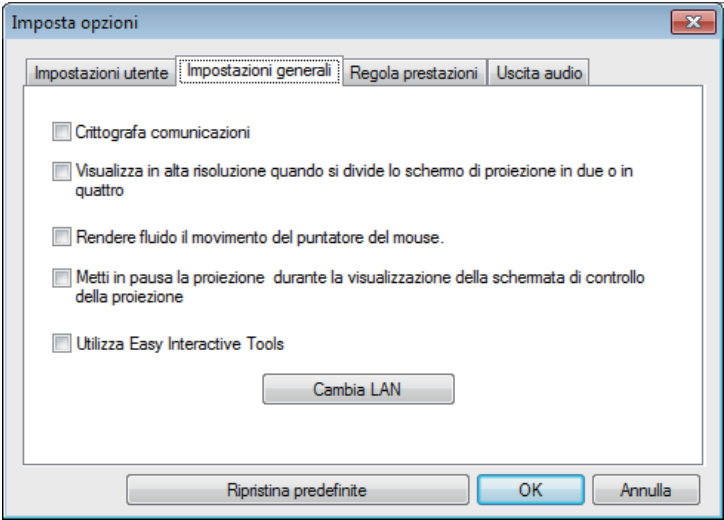 Imposta opzioni
Impostazioni utente
Impostazioni generali
Regola prestazioni
Uscita audio
Crittografa comunicazioni
Visualizza in alta risoluzione quando si divide lo schermo di proiezione in due o in
quattro
Rendere fluido il movimento del puntatore del mouse.
Metti in pausa la proiezione  durante la visualizzazione della schermata di controllo
della proiezione
Utilizza Easy Interactive Tools
Cambia LAN
Ripristina predefinite
OK
Annulla